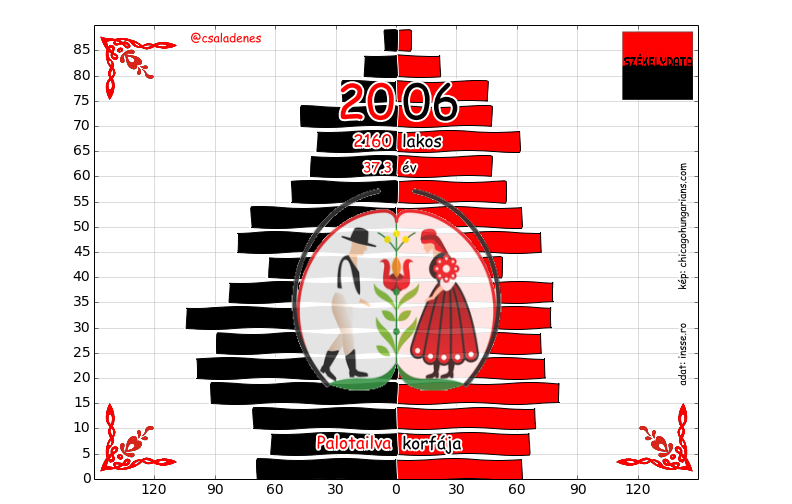 @csaladenes
SZÉKELYDATA
2006
2160 lakos
37.3 év
kép: chicagohungarians.com
adat: insse.ro
Palotailva korfája
85
80
75
70
65
60
55
50
45
40
35
30
25
20
15
10
5
0
120 90 60 30 0 30 60 90 120